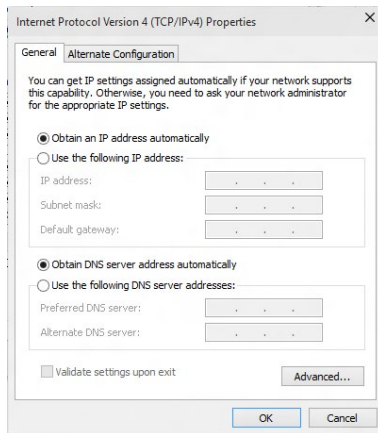 Internet Protocol Version 4 (TCP/IPv4) Properties
General
Alternate Configuration
You can get IP settings assigned automatically if your network supports
this capability. Otherwise, you need to ask your network administrator
for the appropriate IP settings.
Obtain an IP address automatically
Use the following IP address:
IP address:
Subnet mask:
Default gateway:
Obtain DNS server address automatically
Use the following DNS server addresses:
Preferred DNS server:
Alternate DNS server:
Validate settings upon exit
Advanced...
OK
Cancel